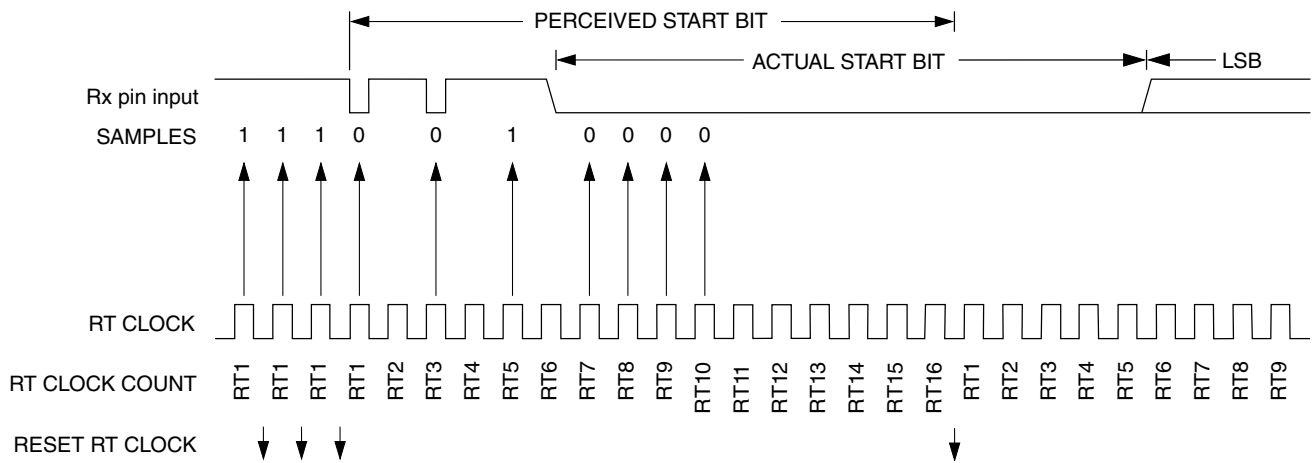 PERCEIVED START BIT
ACTUAL START BIT
LSB
Rx pin input
SAMPLES 1 1 1 0 0 1 0 0 0 0
RT CLOCK
RT CLOCK COUNT RT1 RT1 RT1 RT1 RT2 RT3 RT4 RT5 RT6 RT7 RT8 RT9 RT10 RT11 RT12 RT13 RT14 RT15 RT16 RT1 RT2 RT3 RT4 RT5 RT6 RT7 RT8 RT9
RESET RT CLOCK